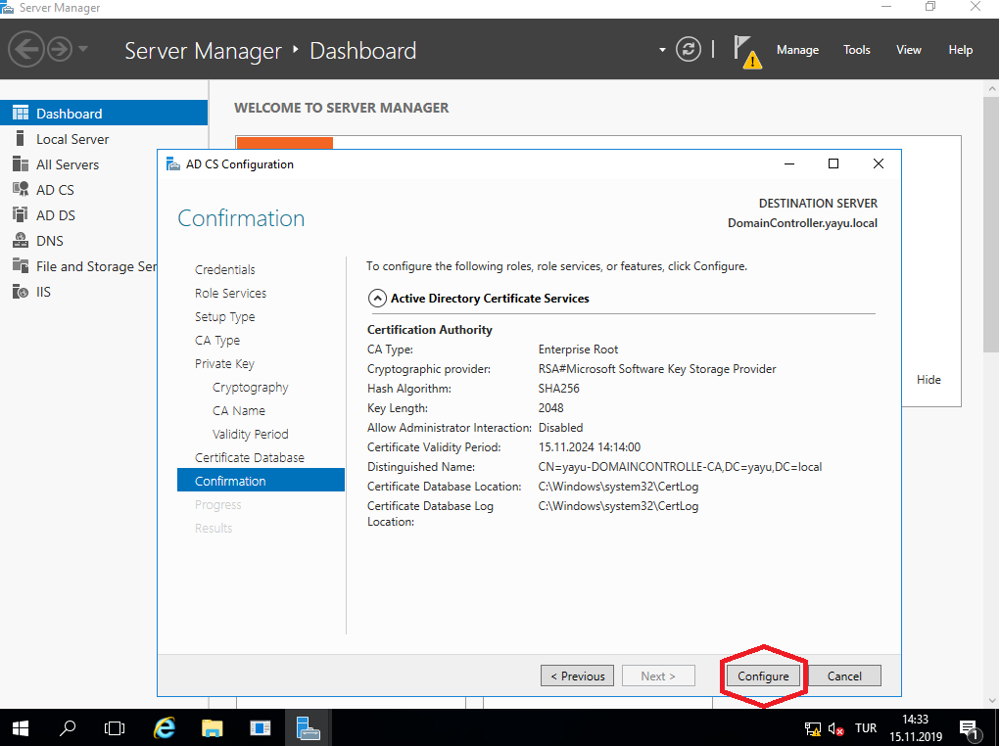 Server Manager
Server Manager ‣ Dashboard
Manage Tools View Help
Dashboard
Local Server
All Servers
AD CS
AD DS
DNS
File and Storage Ser
IIS
WELCOME TO SERVER MANAGER
Hide
AD CS Configuration
Confirmation
DESTINATION SERVER
DomainController.yayu.local
Credentials
Role Services
Setup Type
CA Type
Private Key
Cryptography
CA Name
Validity Period
Certificate Database
Confirmation
Progress
Results
To configure the following roles, role services, or features, click Configure.
Active Directory Certificate Services
Certification Authority
CA Type: Enterprise Root
Cryptographic provider: RSA#Microsoft Software Key Storage Provider
Hash Algorithm: SHA256
Key Length: 2048
Allow Administrator Interaction: Disabled
Certificate Validity Period: 15.11.2024 14:14:00
Distinguished Name: CN=yayu-DOMAINCONTROLLE-CA,DC=yayu,DC=local
Certificate Database Location: C:\Windows\system32\CertLog
Certificate Database Log C:\Windows\system32\CertLog
Location:
< Previous Next > Configure Cancel
TUR
14:33
15.11.2019
1